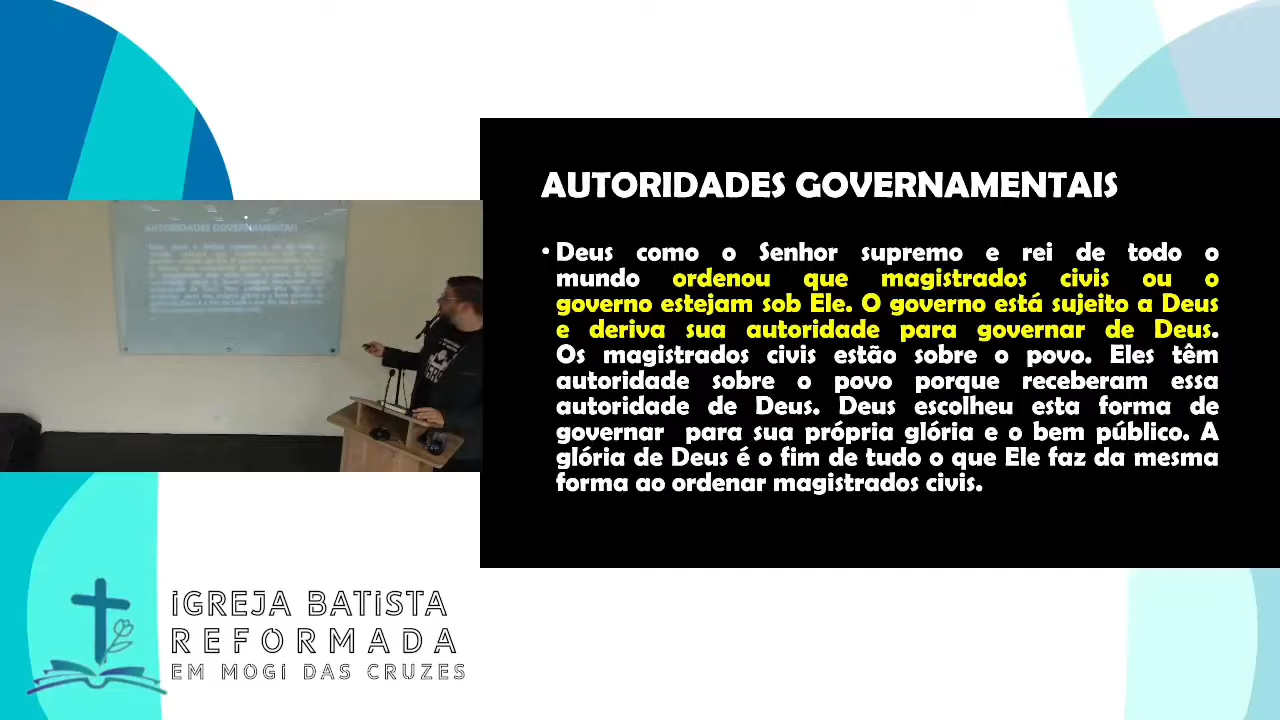 AUTORIDADES GOVERNAMENTAIS
• Deus como o Senhor supremo e rei de todo o
mundo ordenou que magistrados civis ou o
governo estejam sob Ele. O governo está sujeito a Deus
e deriva sua autoridade para governar de Deus.
Os magistrados civis estão sobre o povo. Eles têm
autoridade sobre o povo porque receberam essa
autoridade de Deus. Deus escolheu esta forma de
governar para sua própria glória e o bem público. A
glória de Deus é o fim de tudo o que Ele faz da mesma
forma ao ordenar magistrados civis.
AUTORIDADES GOVERNAMENTAIS
iGREJA BATiSTA
REFORMADA
EM MOGi DAS CRUZES